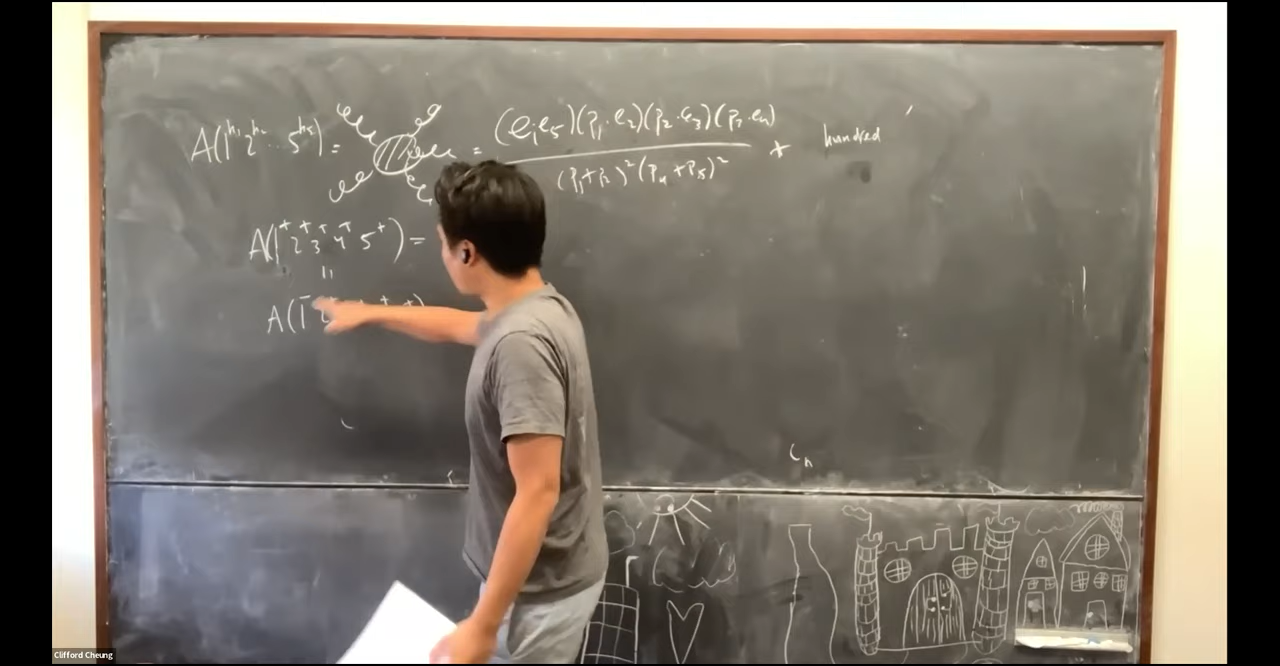 A(1^{h_1} 2^{h_2} ... 5^{h_5}) = = (e_1 e_5)(p_1 · e_2)(p_2 · e_3)(p_3 · e_4) / (p_1+p_2)^2 (p_4+p_5)^2 + hundred
A(1^+ 2^+ 3^+ 4^+ 5^+) =
A(1^-
Clifford Cheung